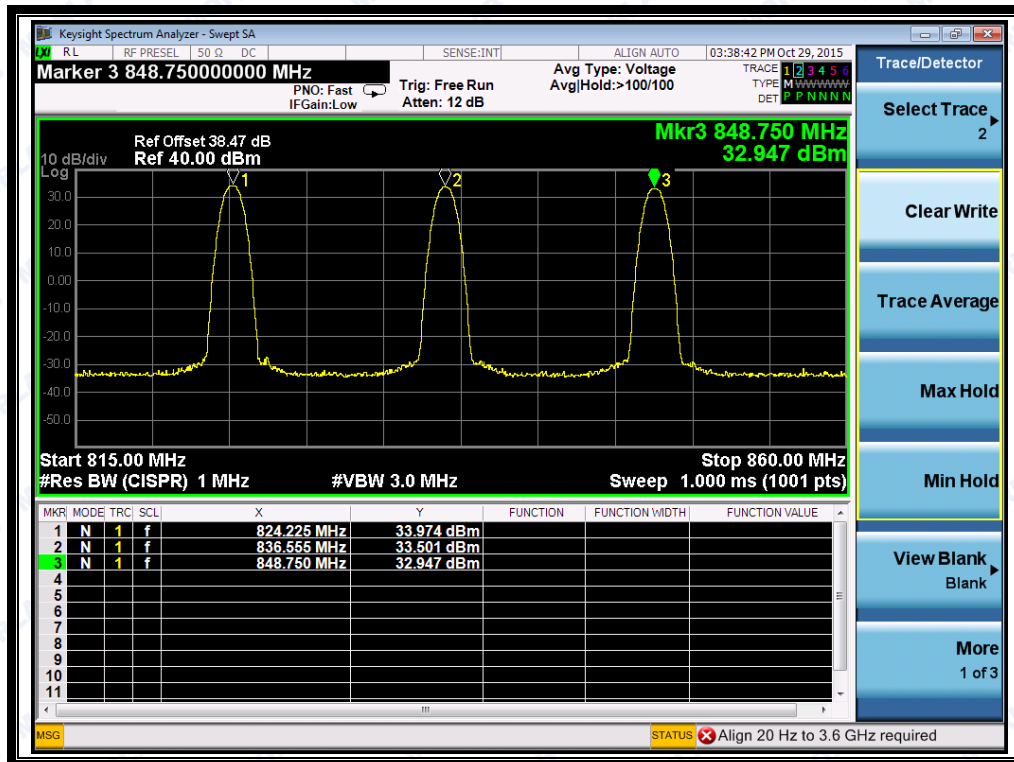 Keysight Spectrum Analyzer - Swept SA
LXI RL RF PRESEL 50 Ω DC SENSE:INT ALIGN AUTO 03:38:42 PM Oct 29, 2015
Marker 3 848.750000000 MHz
PNO: Fast
IFGain:Low
Trig: Free Run
Atten: 12 dB
Avg Type: Voltage
Avg|Hold:>100/100
TRACE 1 2 3 4 5 6
TYPE M W W W W W
DET P P N N N N
Mkr3 848.750 MHz
32.947 dBm
Ref Offset 38.47 dB
10 dB/div Ref 40.00 dBm
Log
1
2
3
30.0
20.0
10.0
0.00
-10.0
-20.0
-30.0
-40.0
-50.0
Start 815.00 MHz Stop 860.00 MHz
#Res BW (CISPR) 1 MHz #VBW 3.0 MHz Sweep 1.000 ms (1001 pts)
MKR MODE TRC SCL X Y FUNCTION FUNCTION WIDTH FUNCTION VALUE
1 N 1 f 824.225 MHz 33.974 dBm
2 N 1 f 836.555 MHz 33.501 dBm
3 N 1 f 848.750 MHz 32.947 dBm
4
5
6
7
8
9
10
11
MSG STATUS Align 20 Hz to 3.6 GHz required
Trace/Detector
Select Trace
2
Clear Write
Trace Average
Max Hold
Min Hold
View Blank
Blank
More
1 of 3